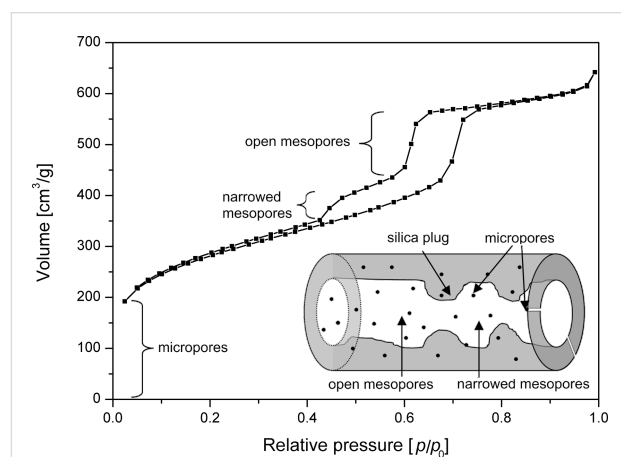 700
600
500
400
300
200
100
0
Volume [cm³/g]
open mesopores
narrowed
mesopores
micropores
silica plug
micropores
open mesopores
narrowed mesopores
0.0
0.2
0.4
0.6
0.8
1.0
Relative pressure [p/p₀]